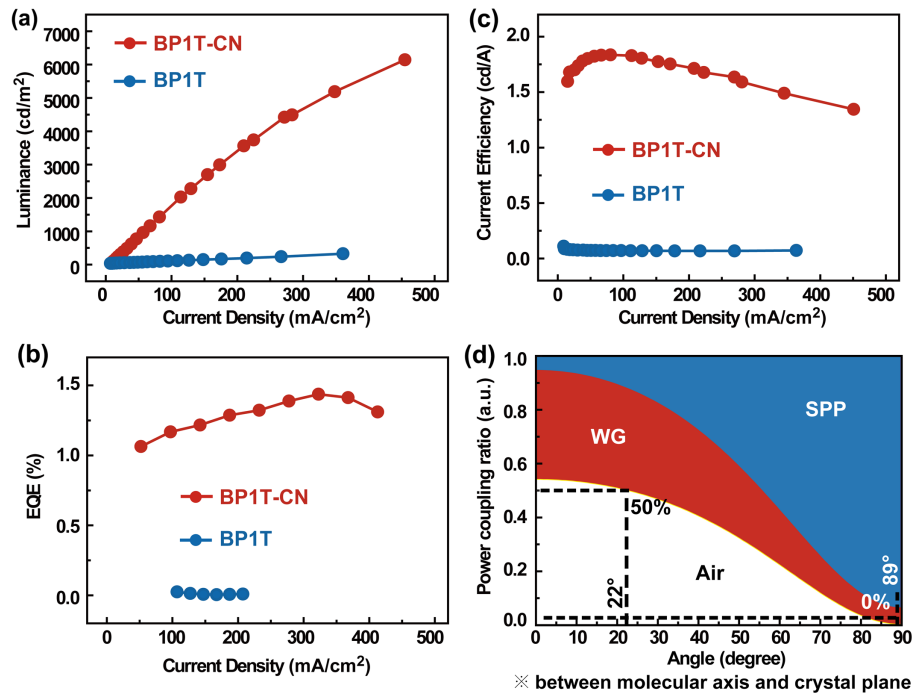 (a)
7000
6000
5000
4000
3000
2000
1000
0
Luminance (cd/m²)
BP1T-CN
BP1T
0 100 200 300 400 500
Current Density (mA/cm²)
(c)
2.0
1.5
1.0
0.5
0.0
Current Efficiency (cd/A)
BP1T-CN
BP1T
0 100 200 300 400 500
Current Density (mA/cm²)
(b)
1.5
1.0
0.5
0.0
EQE (%)
BP1T-CN
BP1T
0 100 200 300 400 500
Current Density (mA/cm²)
(d)
1.0
0.8
0.6
0.4
0.2
0.0
Power coupling ratio (a.u.)
SPP
WG
50%
Air
22°
89°
0%
0 10 20 30 40 50 60 70 80 90
Angle (degree)
※ between molecular axis and crystal plane